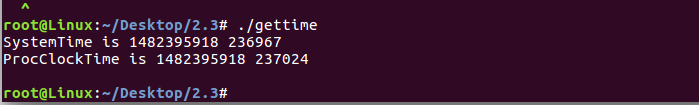 ^
root@Linux:~/Desktop/2.3# ./gettime
SystemTime is 1482395918 236967
ProcClockTime is 1482395918 237024
root@Linux:~/Desktop/2.3#